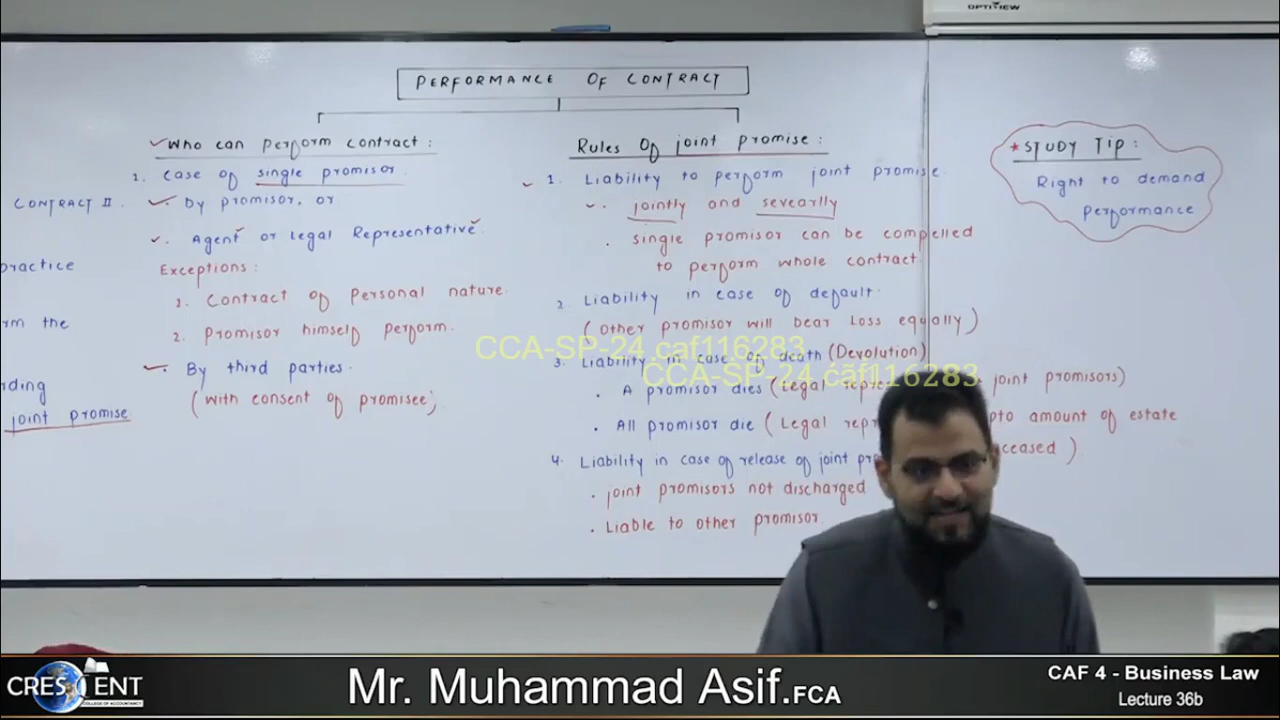 OPTIVIEW
PERFORMANCE OF CONTRACT
Who can perform contract :
1. Case of single promisor
By promisor, or
Agent or Legal Representative
Exceptions :
1. Contract of Personal nature
2. Promisor himself perform.
By third parties.
(with consent of promisee)
CONTRACT II.
practice
the
joint promise
Rules Of joint promise :
1. Liability to perform joint promise
jointly and sevearlly
. single promisor can be compelled
to perform whole contract
2. Liability in case of default.
( other promisor will bear Loss equally )
3. Liability in case of death (Devolution)
. A promisor dies (Legal joint promisors)
. All promisor die ( Legal amount of estate
)
4. Liability in case of release of joint
. joint promisors not discharged
. Liable to other promisor
* STUDY TIP :
Right to demand
performance
CCA-SP-24 caf116283
CCA-SP-24 caf116283
CRESCENT
COLLEGE OF ACCOUNTANCY
Mr. Muhammad Asif.FCA
CAF 4 - Business Law
Lecture 36b